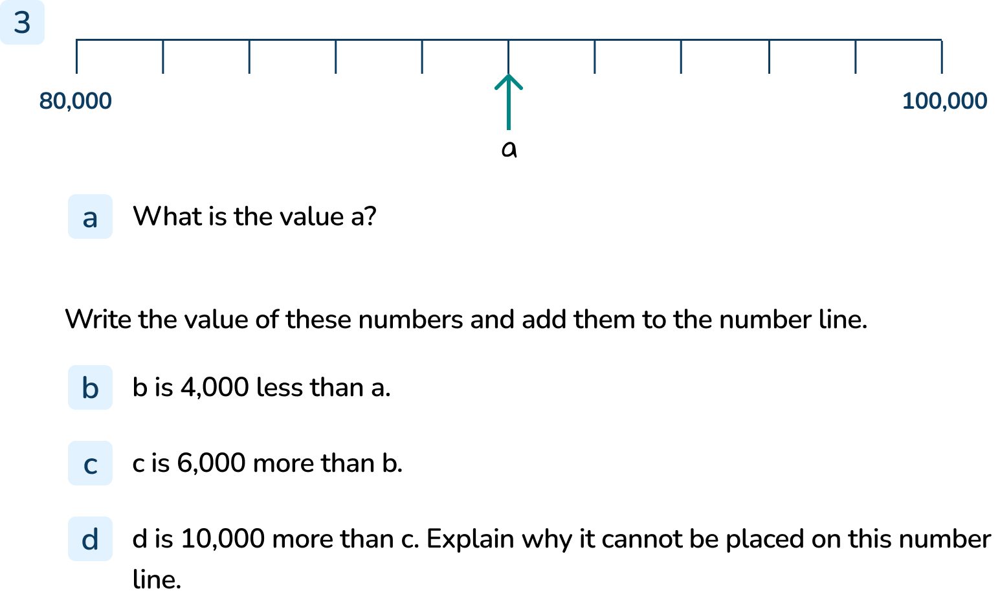 3
80,000 100,000
a
a What is the value a?
Write the value of these numbers and add them to the number line.
b b is 4,000 less than a.
c c is 6,000 more than b.
d d is 10,000 more than c. Explain why it cannot be placed on this number
line.